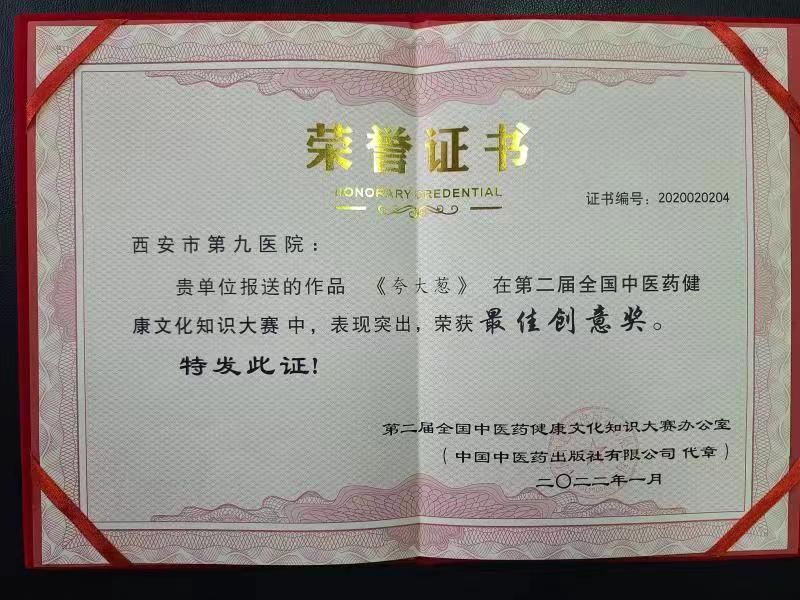 荣誉证书
HONORARY CREDENTIAL
证书编号：2020020204
西安市第九医院：
贵单位报送的作品 《夸大葱》 在第二届全国中医药健
康文化知识大赛中，表现突出，荣获 最佳创意奖。
特发此证！
第二届全国中医药健康文化知识大赛办公室
（中国中医药出版社有限公司 代章）
二〇二二年一月